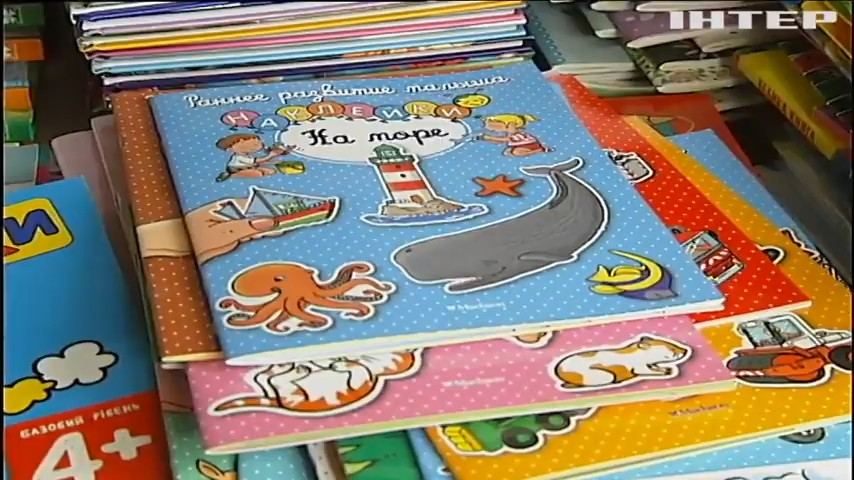 ІНТЕР
Раннее развитие малыша
НАКЛЕЙКИ
На море
БАЗОВИЙ РІВЕНЬ
4+